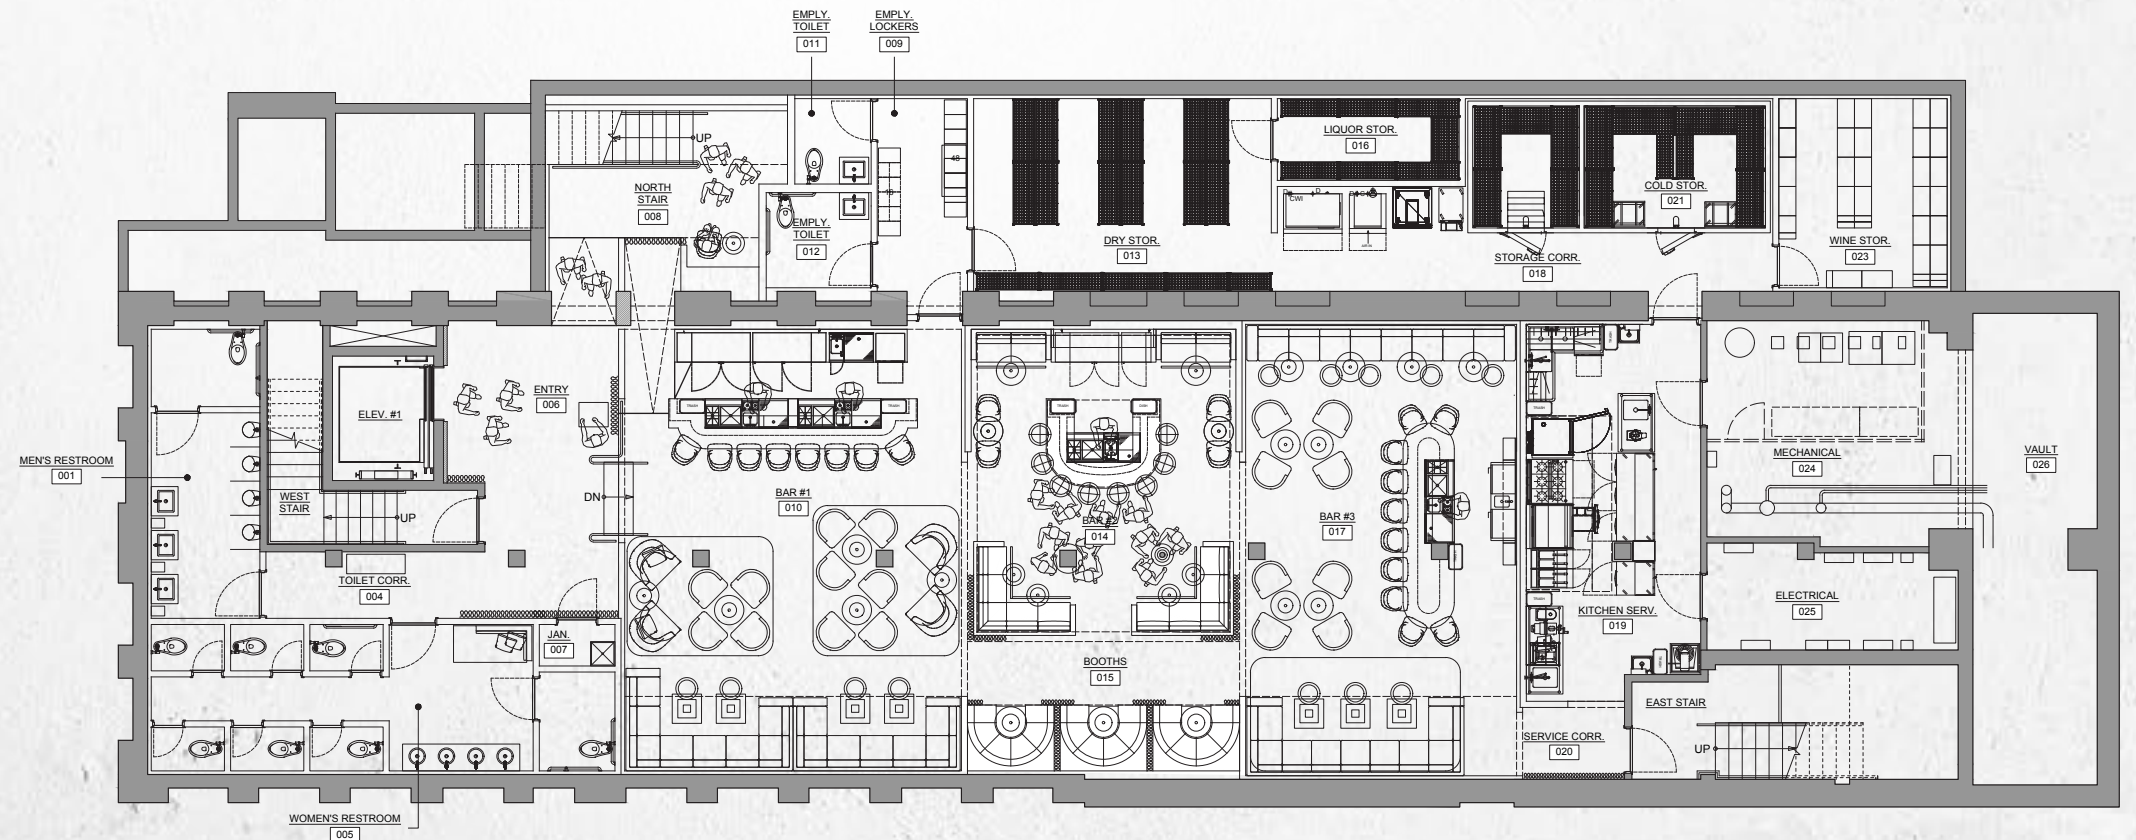 EMPLY.
TOILET
011
EMPLY.
LOCKERS
009
UP
NORTH
STAIR
008
EMPLY.
TOILET
012
48
16
DRY STOR.
013
LIQUOR STOR.
016
CWI
D
STORAGE CORR.
018
COLD STOR.
021
WINE STOR.
023
MEN'S RESTROOM
001
ELEV. #1
ENTRY
006
WEST
STAIR
UP
DN
BAR #1
010
BAR #2
014
BAR #3
017
MECHANICAL
024
VAULT
026
TOILET CORR.
004
JAN.
007
BOOTHS
015
KITCHEN SERV.
019
ELECTRICAL
025
EAST STAIR
UP
SERVICE CORR.
020
WOMEN'S RESTROOM
005